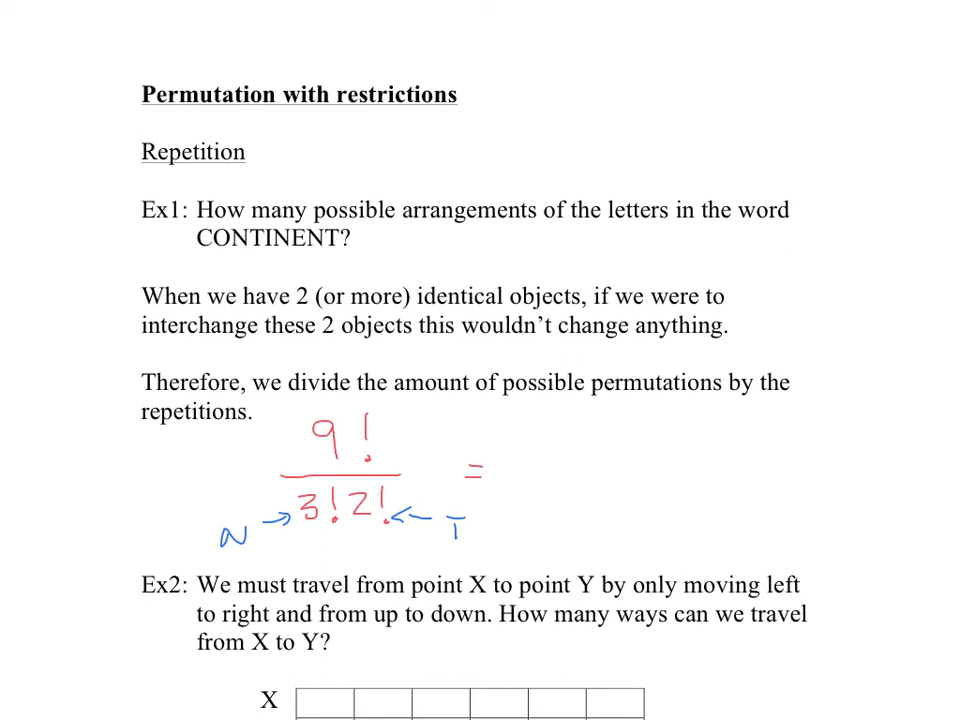 Permutation with restrictions
Repetition
Ex1: How many possible arrangements of the letters in the word
CONTINENT?
When we have 2 (or more) identical objects, if we were to
interchange these 2 objects this wouldn’t change anything.
Therefore, we divide the amount of possible permutations by the
repetitions.
9!
=
3!2!
N → ← T
Ex2: We must travel from point X to point Y by only moving left
to right and from up to down. How many ways can we travel
from X to Y?
X